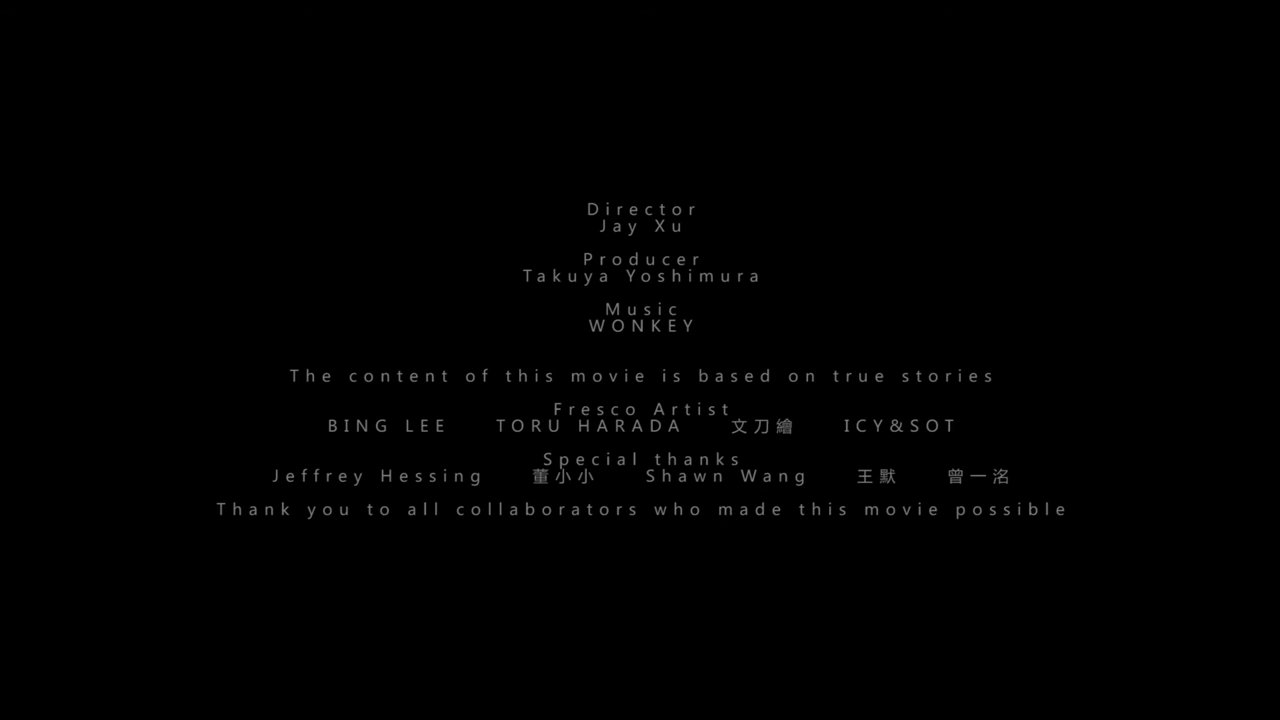 Director
Jay Xu
Producer
Takuya Yoshimura
Music
WONKEY
The content of this movie is based on true stories
Fresco Artist
BING LEE TORU HARADA 文刀繪 ICY&SOT
Special thanks
Jeffrey Hessing 董小小 Shawn Wang 王默 曾一洺
Thank you to all collaborators who made this movie possible